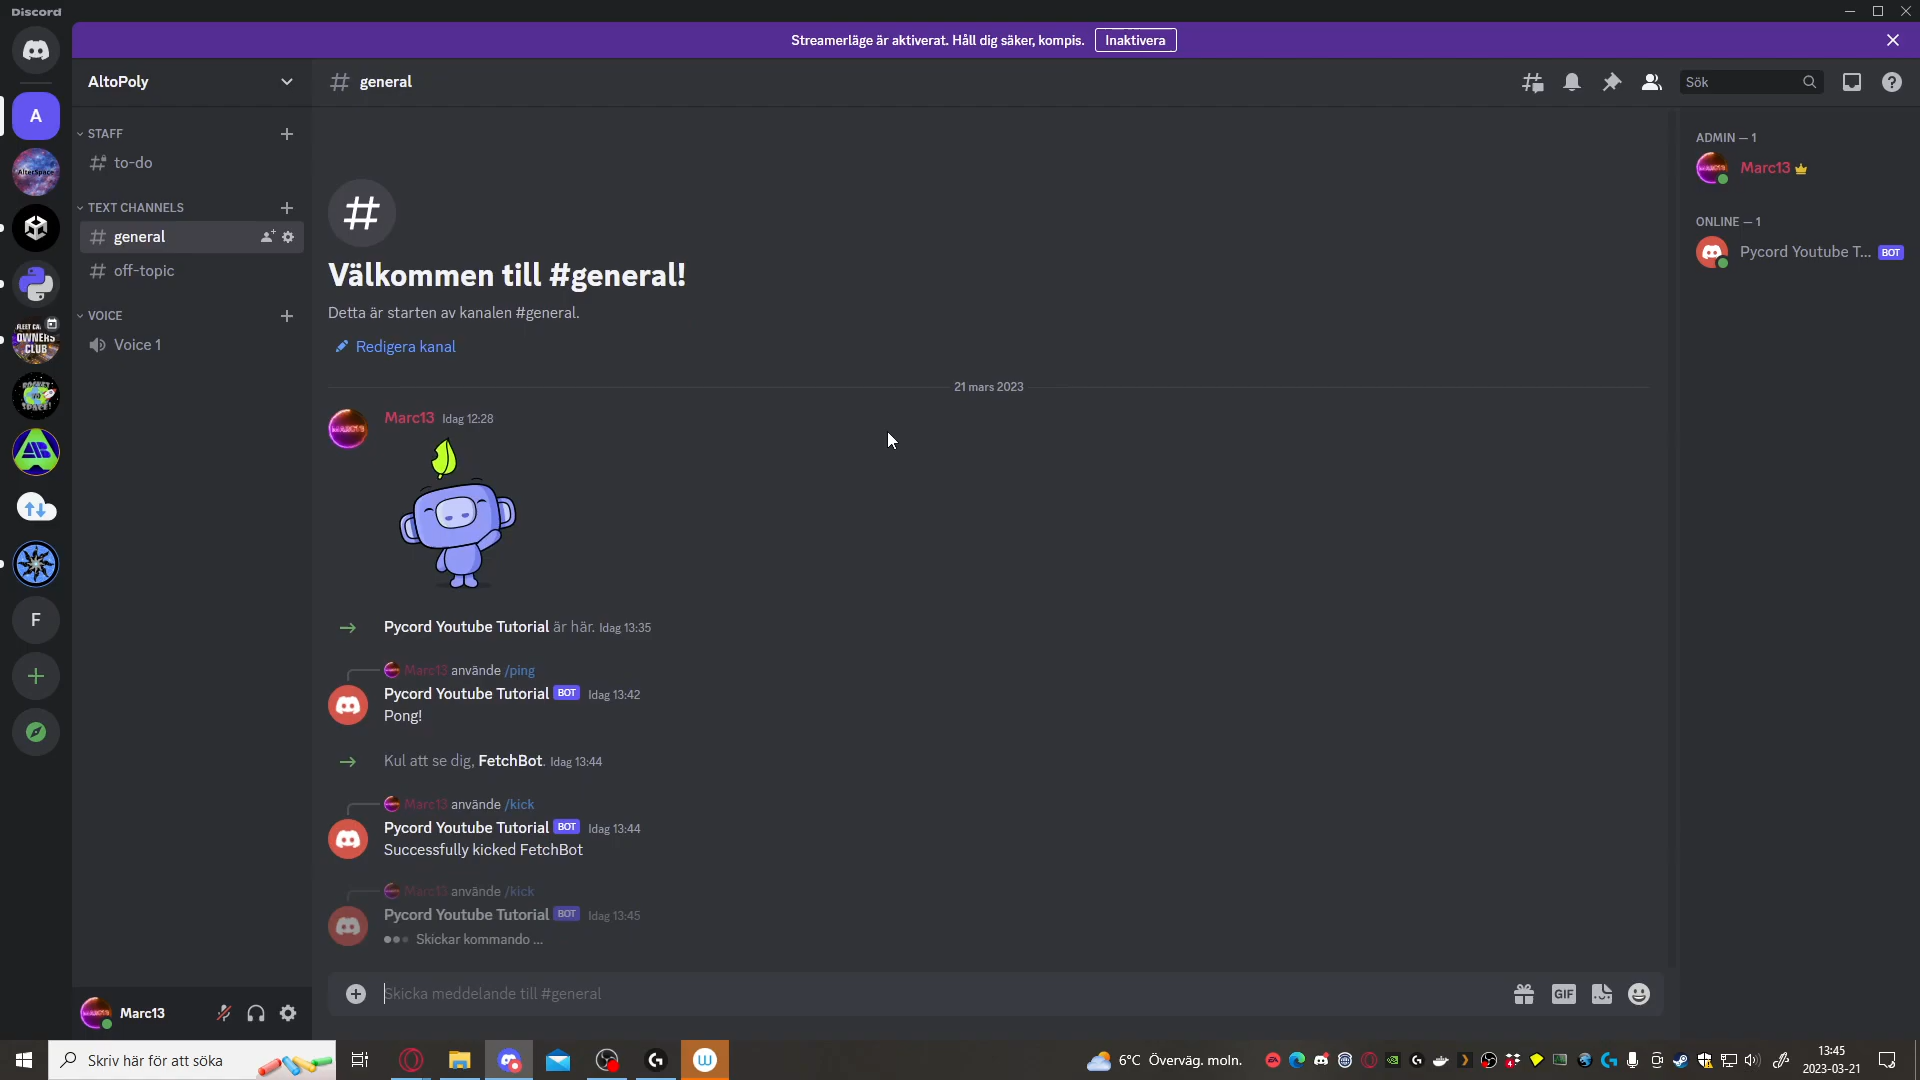 Discord
Streamerläge är aktiverat. Håll dig säker, kompis.
Inaktivera
AltoPoly
general
Sök
A
STAFF
to-do
AlterSpace
TEXT CHANNELS
general
off-topic
OWNERS
CLUB
VOICE
Voice 1
F
Välkommen till #general!
Detta är starten av kanalen #general.
Redigera kanal
21 mars 2023
Marc13 Idag 12:28
Pycord Youtube Tutorial är här. Idag 13:35
Marc13 använde /ping
Pycord Youtube Tutorial BOT Idag 13:42
Pong!
Kul att se dig, FetchBot. Idag 13:44
Marc13 använde /kick
Pycord Youtube Tutorial BOT Idag 13:44
Successfully kicked FetchBot
Marc13 använde /kick
Pycord Youtube Tutorial BOT Idag 13:45
Skickar kommando ...
Skicka meddelande till #general
GIF
ADMIN — 1
Marc13
ONLINE — 1
Pycord Youtube T... BOT
Marc13
Skriv här för att söka
6°C Överväg. moln.
13:45
2023-03-21